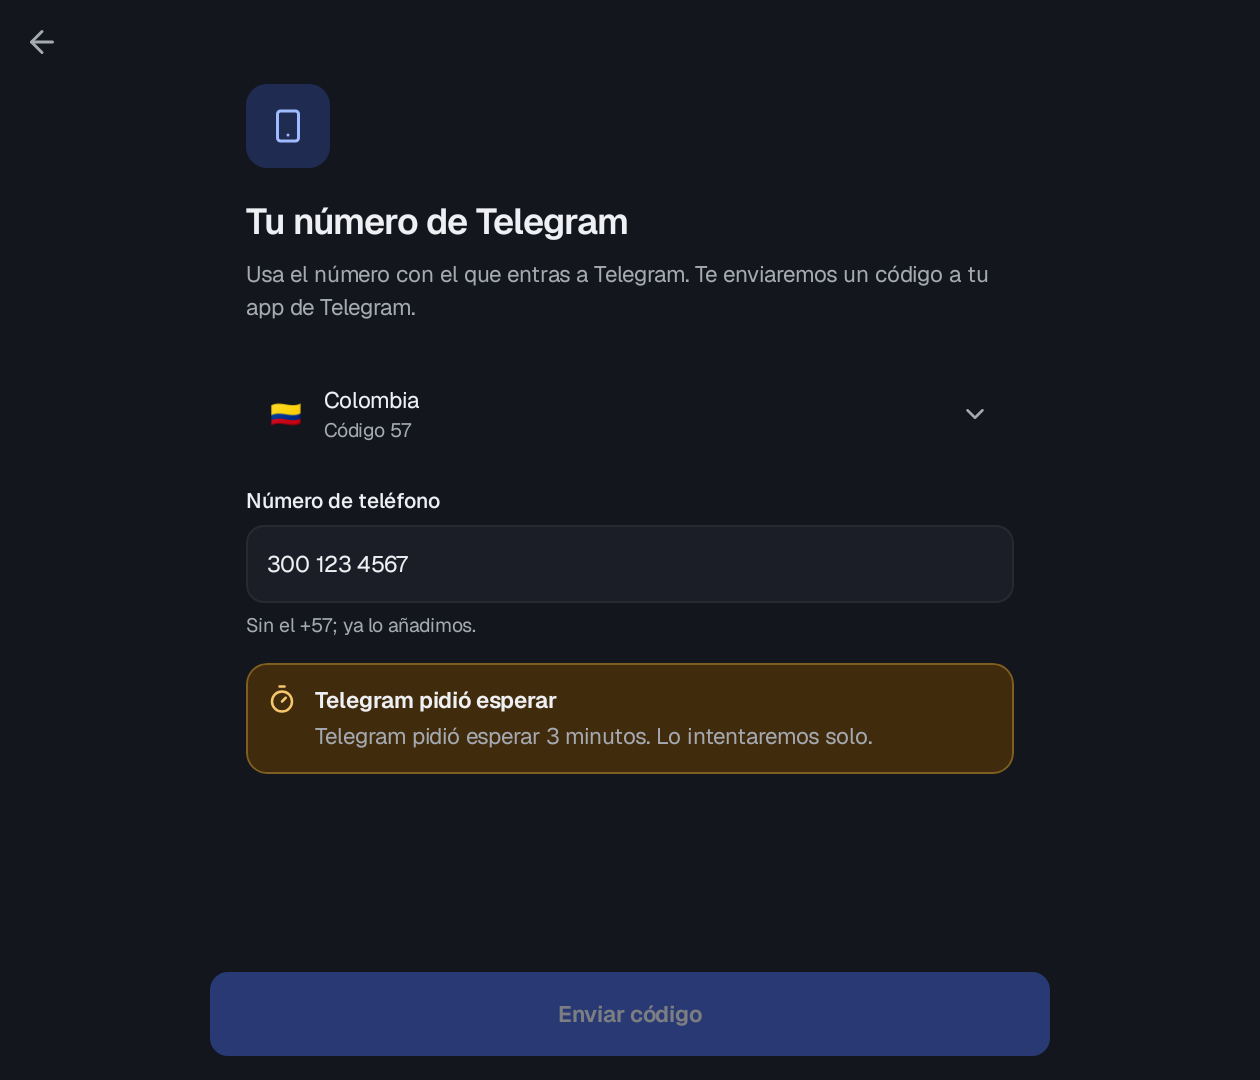 Tu número de Telegram
Usa el número con el que entras a Telegram. Te enviaremos un código a tu
app de Telegram.
Colombia
Código 57
Número de teléfono
300 123 4567
Sin el +57; ya lo añadimos.
Telegram pidió esperar
Telegram pidió esperar 3 minutos. Lo intentaremos solo.
Enviar código